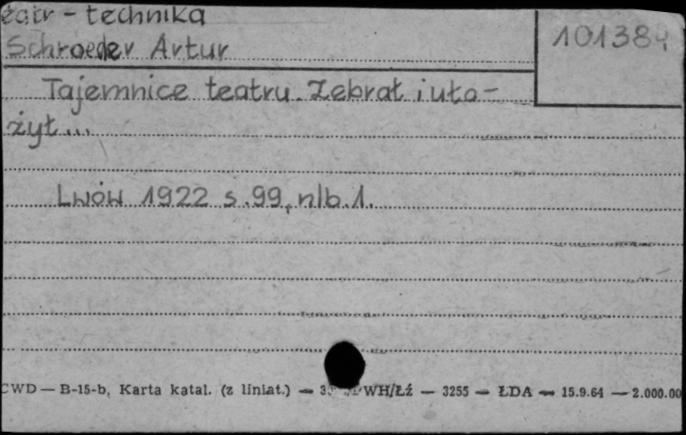 teatr - technika
101384
Schroeder Artur
Tajemnice teatru. Zebrał i uło-
żył...
Lwów 1922 s. 99, nlb. 1.
CWD — B-15-b, Karta katal. (z liniat.) — WH/Łź — 3255 — ŁDA — 15.9.64 — 2.000.00